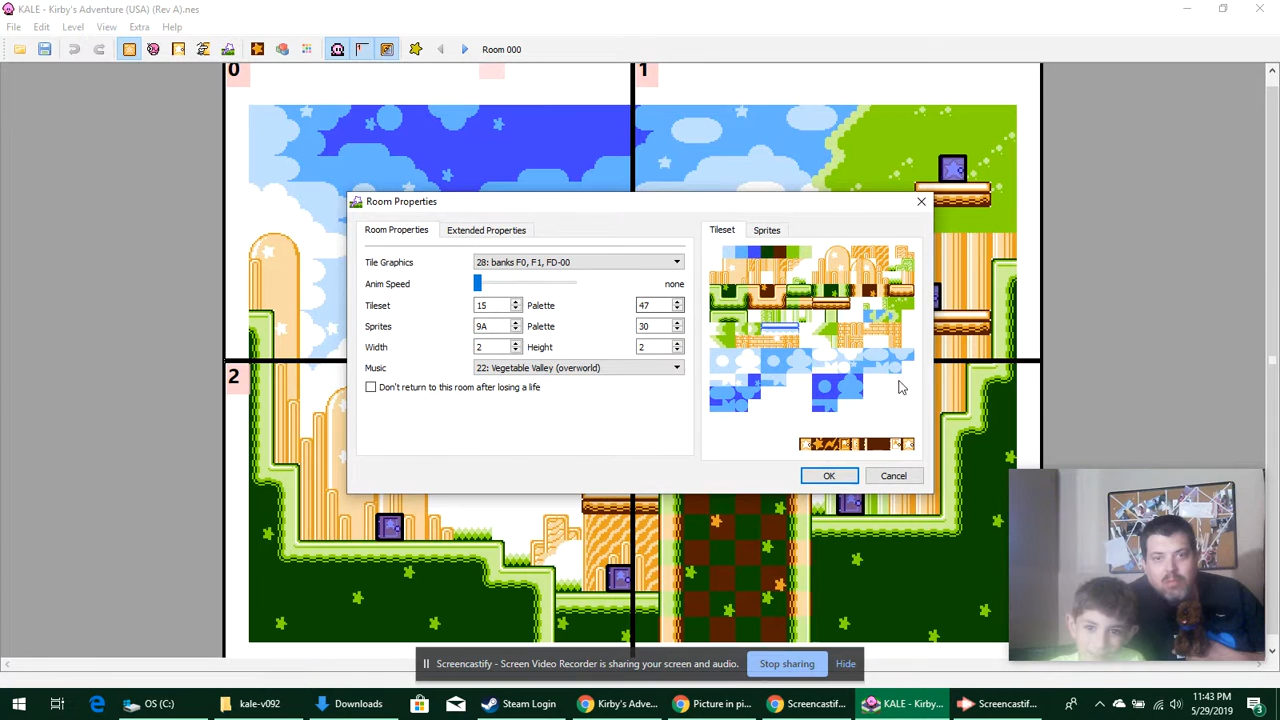 KALE - Kirby's Adventure (USA) (Rev A).nes
File Edit Level View Extra Help
Room 000
0
1
Room Properties
Room Properties Extended Properties
Tileset Sprites
Tile Graphics 28: banks F0, F1, FD-00
Anim Speed none
Tileset 15 Palette 47
Sprites 9A Palette 30
Width 2 Height 2
Music 22: Vegetable Valley (overworld)
Don't return to this room after losing a life
2
OK Cancel
Screencastify - Screen Video Recorder is sharing your screen and audio. Stop sharing Hide
OS (C:) kale-v092 Downloads Steam Login Kirby's Adve... Picture in pi... Screencastif... KALE - Kirby... Screencastif...
11:43 PM
5/29/2019